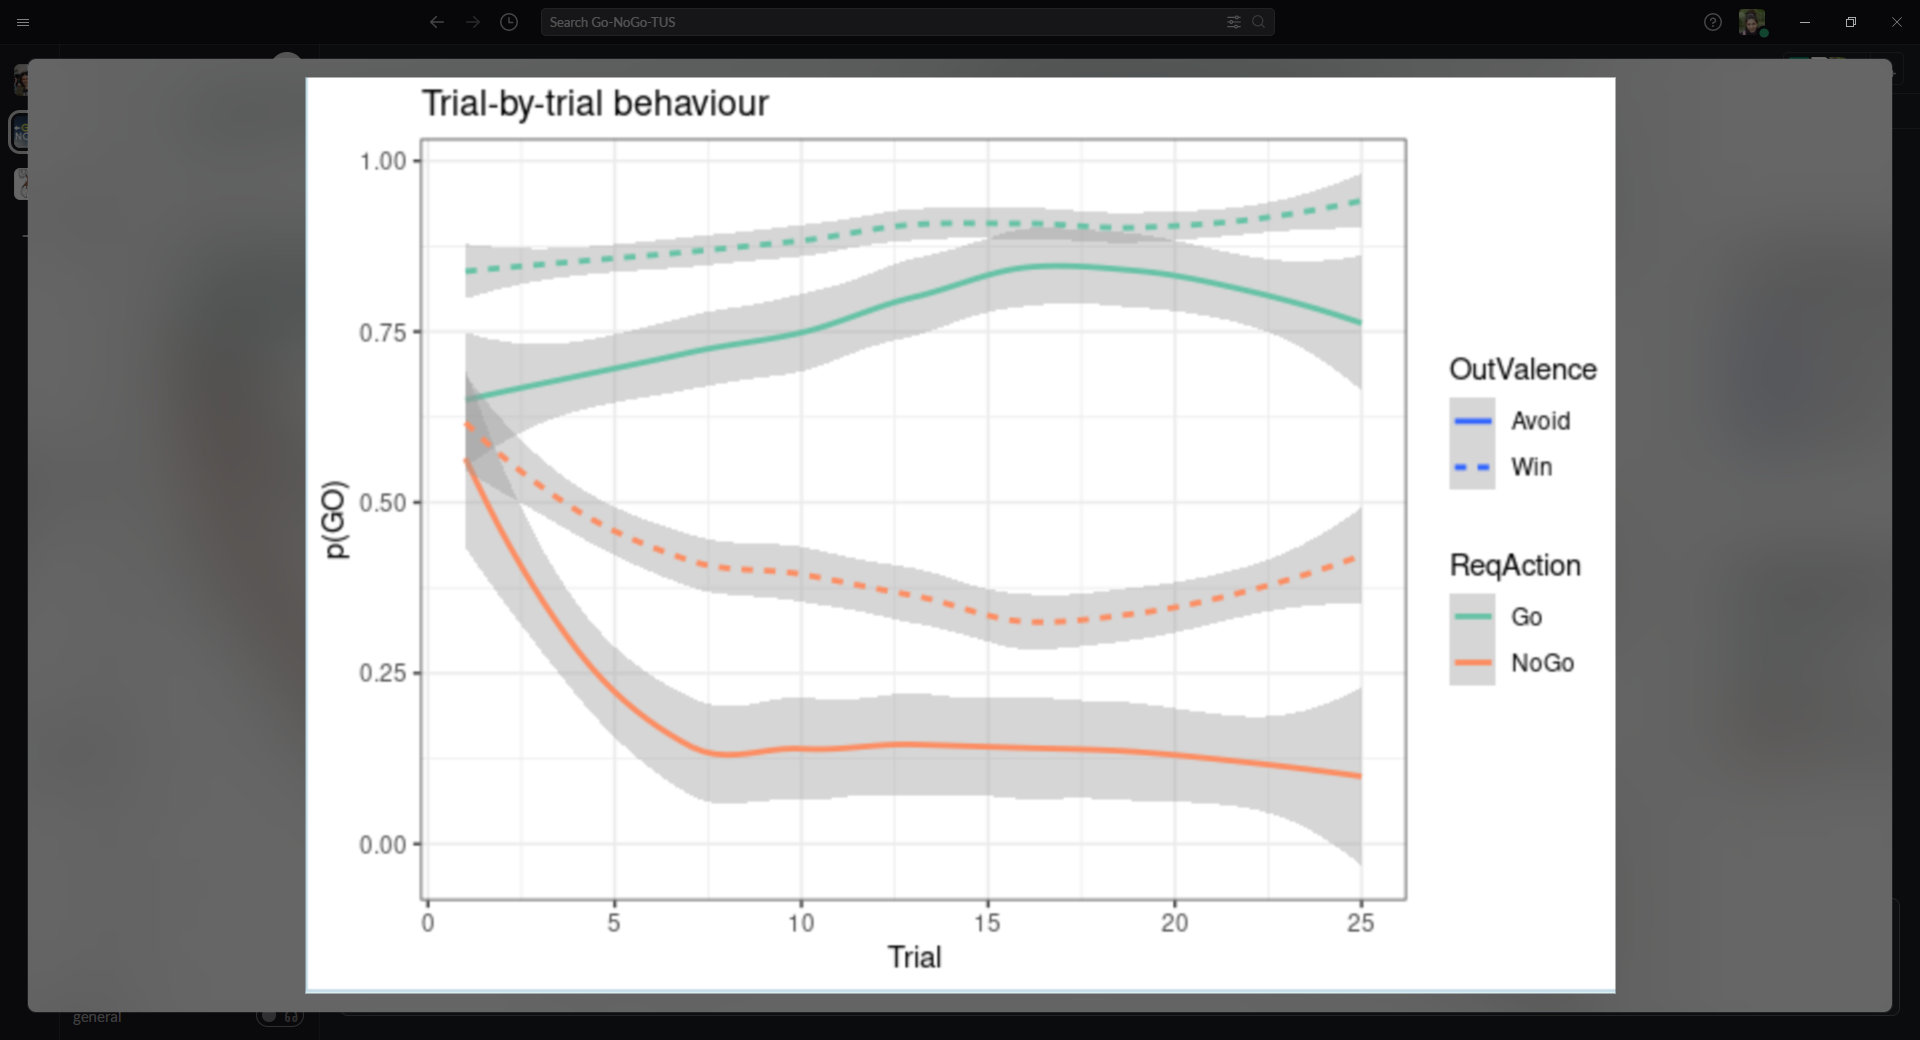 Search Go-NoGo-TUS
Trial-by-trial behaviour
1.00
0.75
0.50
0.25
0.00
p(GO)
0 5 10 15 20 25
Trial
OutValence
Avoid
Win
ReqAction
Go
NoGo
general